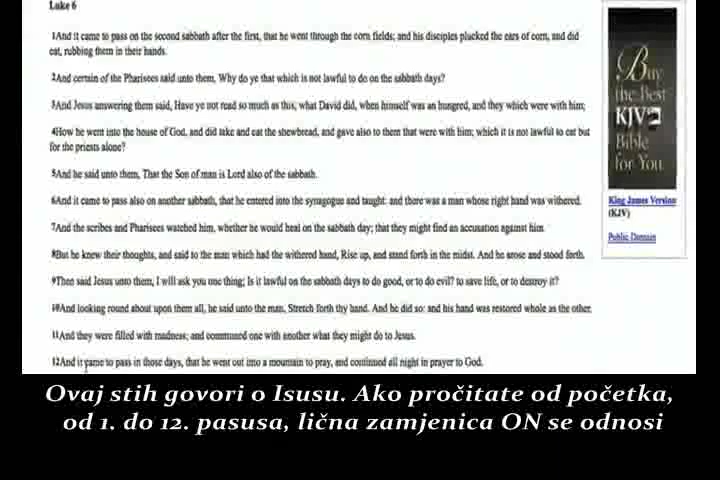 Luke 6
1And it came to pass on the second sabbath after the first, that he went through the corn fields; and his disciples plucked the ears of corn, and did
eat, rubbing them in their hands.
2And certain of the Pharisees said unto them, Why do ye that which is not lawful to do on the sabbath days?
3And Jesus answering them said, Have ye not read so much as this, what David did, when himself was an hungred, and they which were with him;
4How he went into the house of God, and did take and eat the shewbread, and gave also to them that were with him; which it is not lawful to eat but
for the priests alone?
5And he said unto them, That the Son of man is Lord also of the sabbath.
6And it came to pass also on another sabbath, that he entered into the synagogue and taught: and there was a man whose right hand was withered.
7And the scribes and Pharisees watched him, whether he would heal on the sabbath day; that they might find an accusation against him.
8But he knew their thoughts, and said to the man which had the withered hand, Rise up, and stand forth in the midst. And he arose and stood forth.
9Then said Jesus unto them, I will ask you one thing; Is it lawful on the sabbath days to do good, or to do evil? to save life, or to destroy it?
10And looking round about upon them all, he said unto the man, Stretch forth thy hand. And he did so: and his hand was restored whole as the other.
11And they were filled with madness; and communed one with another what they might do to Jesus.
12And it came to pass in those days, that he went out into a mountain to pray, and continued all night in prayer to God.
Buy
the Best
KJV
Bible
for You
King James Version
(KJV)
Public Domain
Ovaj stih govori o Isusu. Ako pročitate od početka,
od 1. do 12. pasusa, lična zamjenica ON se odnosi